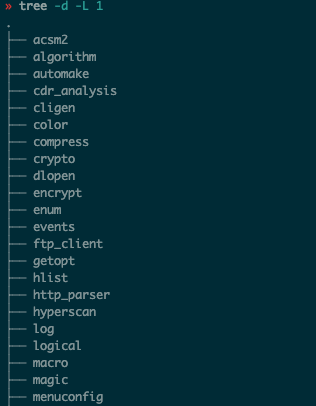 » tree -d -L 1
.
├── acsm2
├── algorithm
├── automake
├── cdr_analysis
├── cligen
├── color
├── compress
├── crypto
├── dlopen
├── encrypt
├── enum
├── events
├── ftp_client
├── getopt
├── hlist
├── http_parser
├── hyperscan
├── log
├── logical
├── macro
├── magic
├── menuconfig